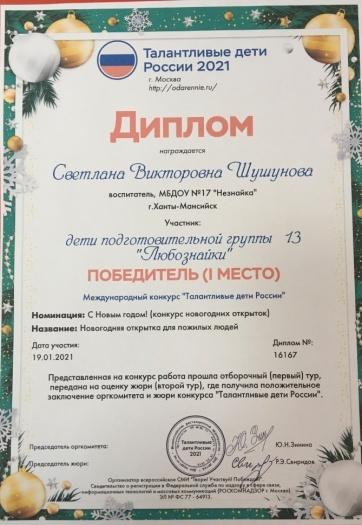 Талантливые дети
России 2021
г. Москва
http://odarennie.ru/
Диплом
награждается
Светлана Викторовна Шушунова
воспитатель, МБДОУ №17 "Незнайка"
г.Ханты-Мансийск
Участник:
дети подготовительной группы 13
"Любознайки"
ПОБЕДИТЕЛЬ (I МЕСТО)
Международный конкурс "Талантливые дети России"
Номинация: С Новым годом! (конкурс новогодних открыток)
Название: Новогодняя открытка для пожилых людей
Дата участия: Диплом №:
19.01.2021 16167
Представленная на конкурс работа прошла отборочный (первый) тур,
передана на оценку жюри (второй тур), где получила положительное
заключение оргкомитета и жюри конкурса "Талантливые дети России".
Талантливые
дети России
2021
Председатель оргкомитета: Ю.Н.Зимина
Председатель жюри: Р.Э.Свиридов
Организатор всероссийское СМИ "Твори! Участвуй! Побеждай!".
Свидетельство о регистрации в Федеральной службе по надзору в сфере связи,
информационных технологий и массовых коммуникаций (РОСКОМНАДЗОР г. Москва)
ЭЛ № ФС 77 - 64913.